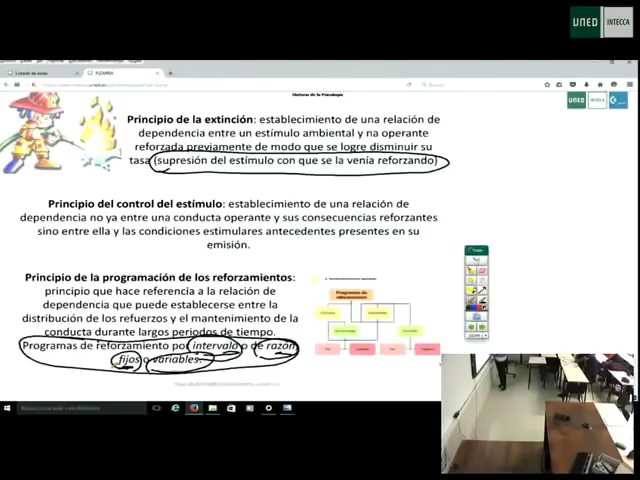 UNED
INTECCA
PIZARRA
Buscar
Historia de la Psicología
UNED
Principio de la extinción: establecimiento de una relación de
dependencia entre un estímulo ambiental y na operante
reforzada previamente de modo que se logre disminuir su
tasa (supresión del estímulo con que se la venía reforzando)
Principio del control del estímulo: establecimiento de una relación de
dependencia no ya entre una conducta operante y sus consecuencias reforzantes
sino entre ella y las condiciones estimulares antecedentes presentes en su
emisión.
Principio de la programación de los reforzamientos:
principio que hace referencia a la relación de
dependencia que puede establecerse entre la
distribución de los refuerzos y el mantenimiento de
la conducta durante largos periodos de tiempo.
Programas de reforzamiento por intervalo o de razón
fijos o variables.
Programas de
reforzamiento